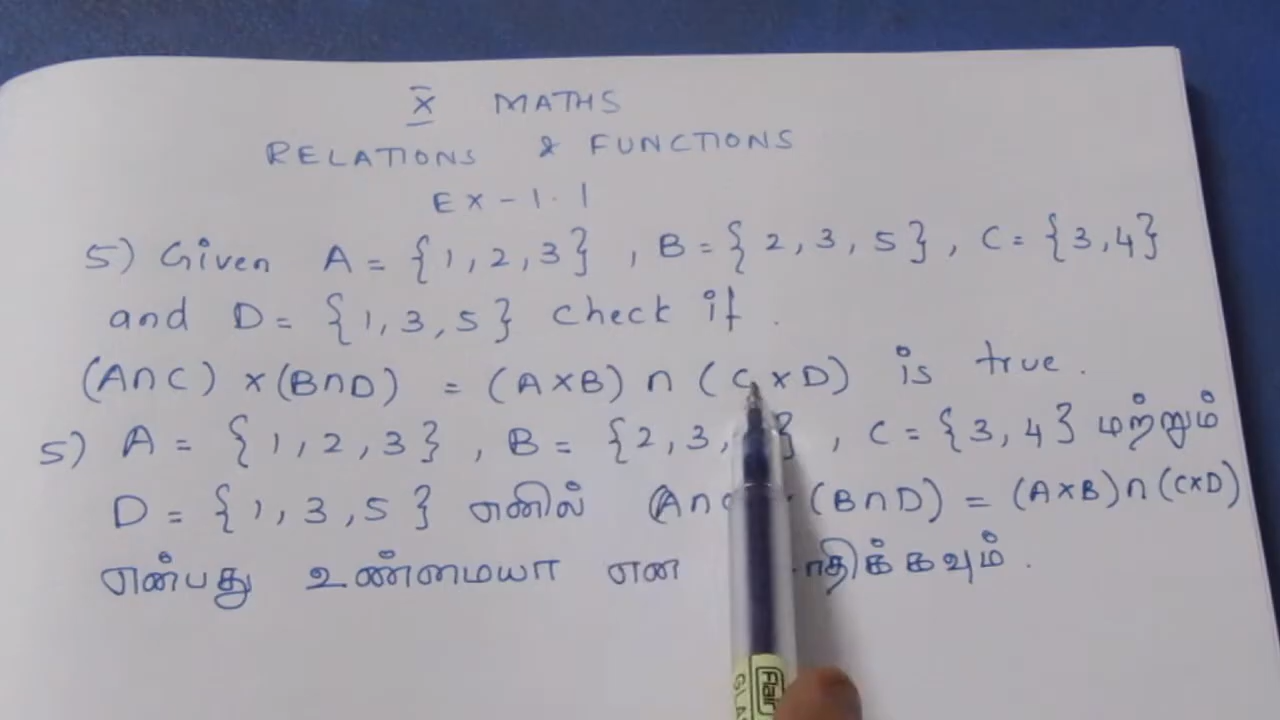 X MATHS
RELATIONS & FUNCTIONS
EX-1.1
5) Given A = {1,2,3} , B = {2,3,5} , C = {3,4}
and D = {1,3,5} check if
(A∩C) × (B∩D) = (A×B) ∩ (C×D) is true.
5) A = {1,2,3} , B = {2,3, } , C = {3,4} மற்றும்
D = {1,3,5} எனில் (A∩ (B∩D) = (A×B)∩(C×D)
என்பது உண்மையா என
Flair